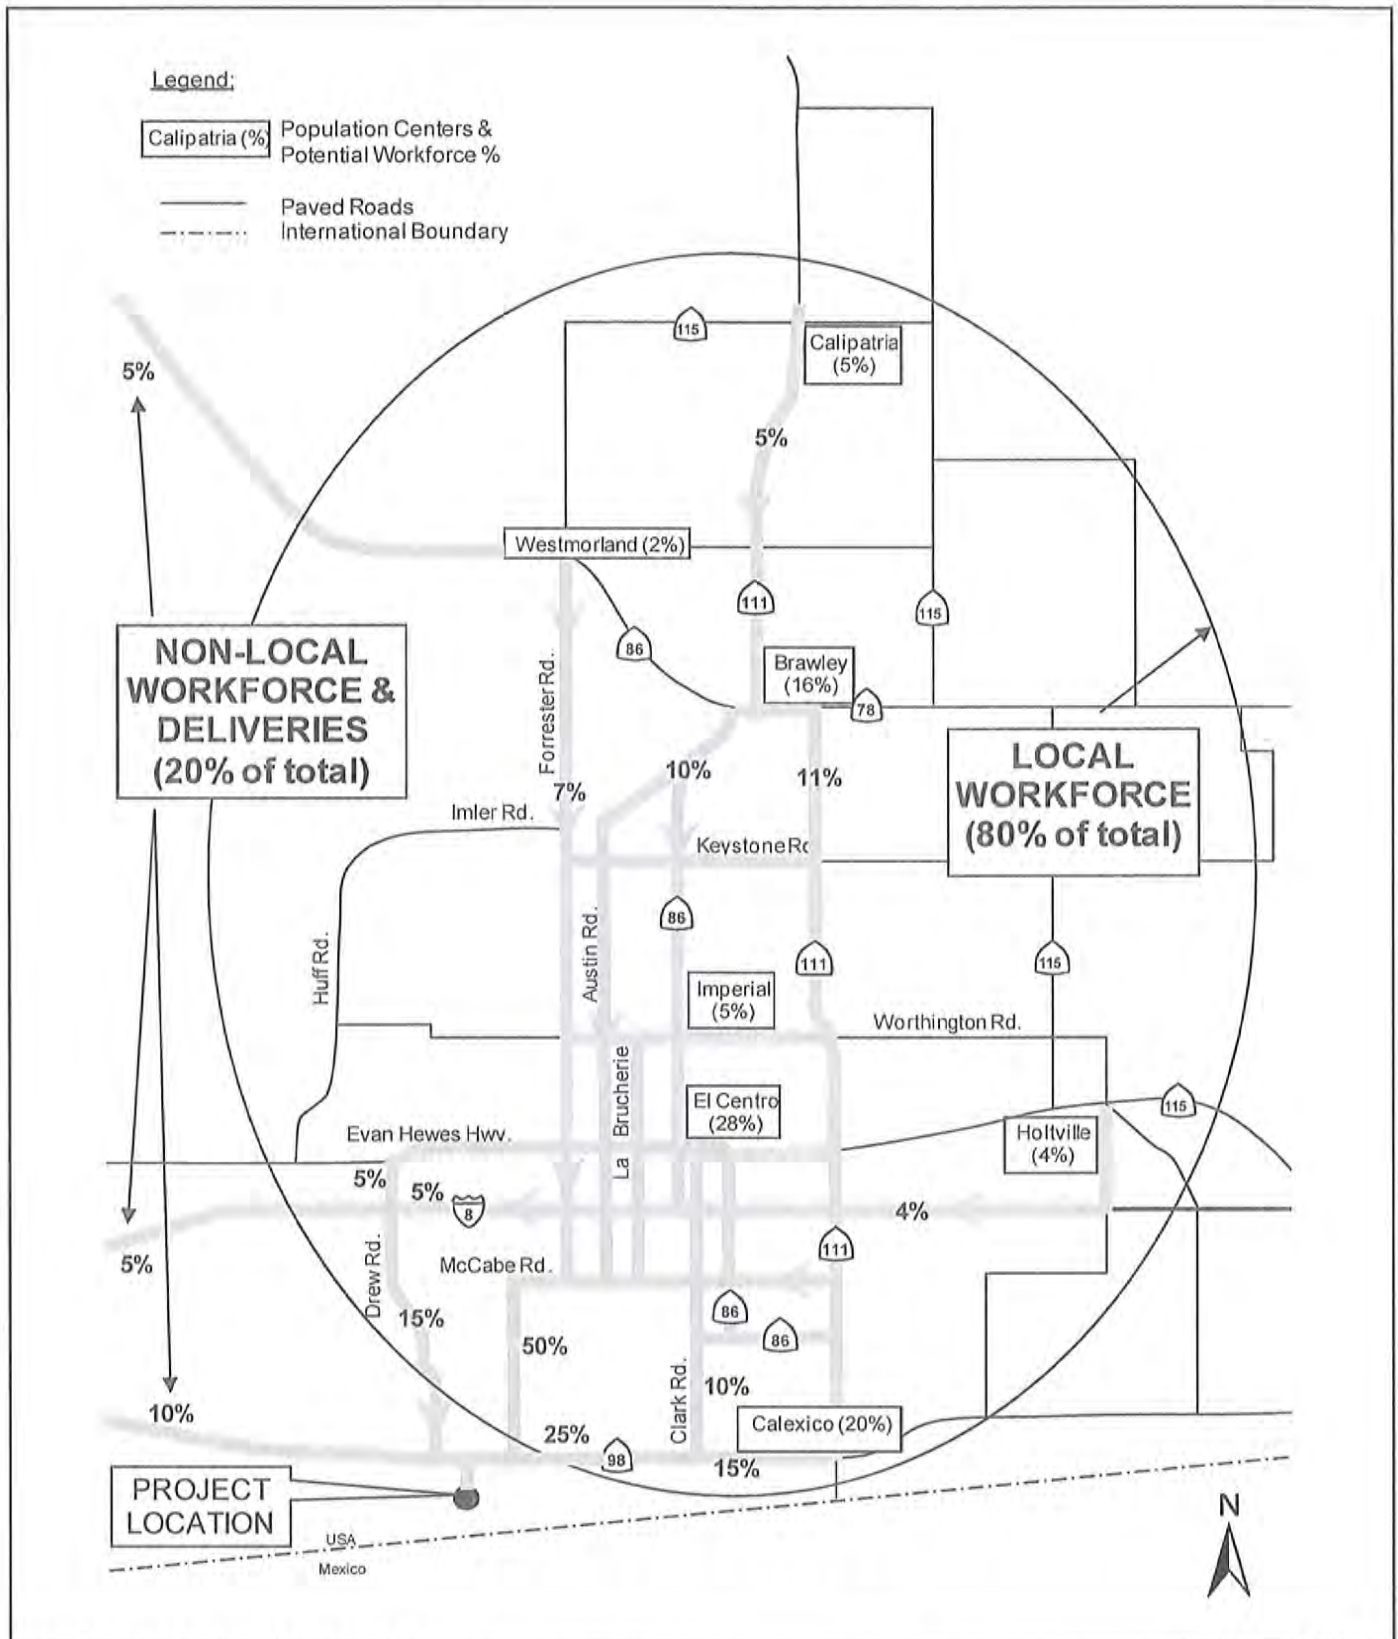 Legend:
Calipatria (%)
Population Centers &
Potential Workforce %
Paved Roads
International Boundary
115
Calipatria
(5%)
5%
5%
Westmorland (2%)
111
115
86
NON-LOCAL
WORKFORCE &
DELIVERIES
(20% of total)
Forrester Rd.
Brawley
(16%)
78
LOCAL
WORKFORCE
(80% of total)
10%
11%
7%
Imler Rd.
Keystone Rd
86
Austin Rd.
Huff Rd.
111
115
Imperial
(5%)
Worthington Rd.
La Brucherie
El Centro
(28%)
115
Evan Hewes Hwy.
Holtville
(4%)
5%
5%
8
4%
5%
Drew Rd.
McCabe Rd.
111
15%
86
86
50%
Clark Rd.
10%
10%
Calexico (20%)
25%
98
15%
PROJECT
LOCATION
USA
Mexico
N